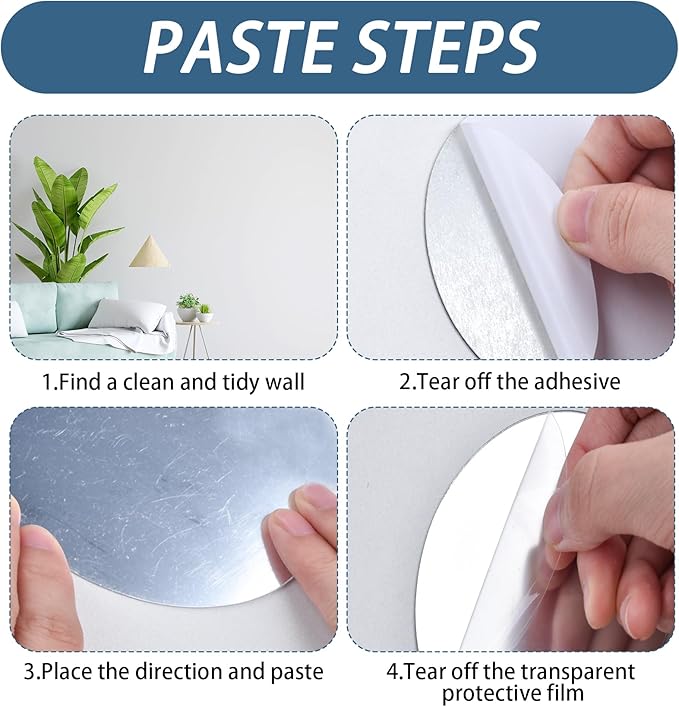 PASTE STEPS
1.Find a clean and tidy wall
2.Tear off the adhesive
3.Place the direction and paste
4.Tear off the transparent
protective film